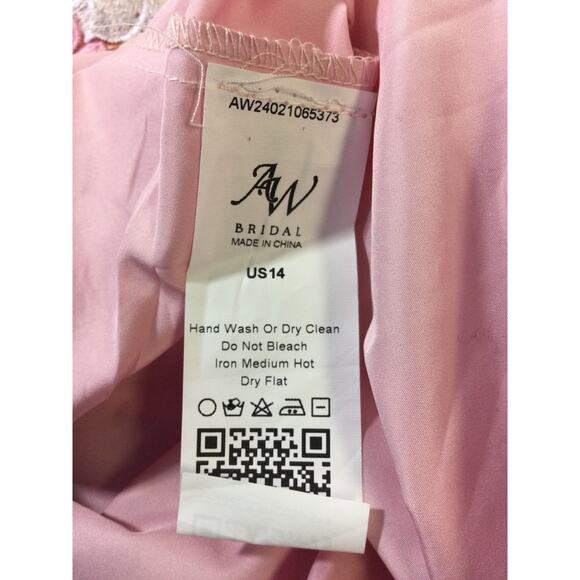 AW24021065373
AW
BRIDAL
MADE IN CHINA
US14
Hand Wash Or Dry Clean
Do Not Bleach
Iron Medium Hot
Dry Flat